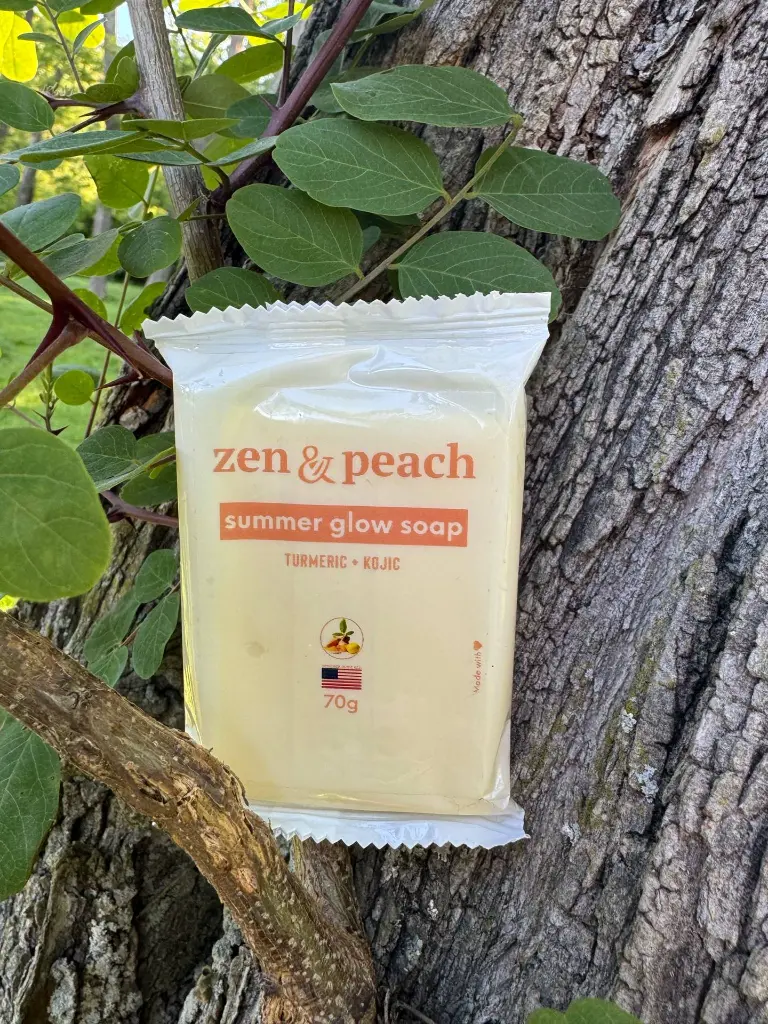 zen & peach
summer glow soap
TURMERIC + KOJIC
70g
Made with